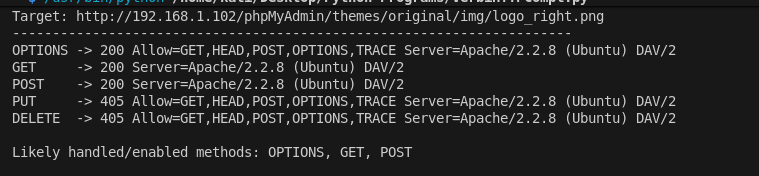 Target: http://192.168.1.102/phpMyAdmin/themes/original/img/logo_right.png
----------------------------------------------------------------------
OPTIONS -> 200 Allow=GET,HEAD,POST,OPTIONS,TRACE Server=Apache/2.2.8 (Ubuntu) DAV/2
GET     -> 200 Server=Apache/2.2.8 (Ubuntu) DAV/2
POST    -> 200 Server=Apache/2.2.8 (Ubuntu) DAV/2
PUT     -> 405 Allow=GET,HEAD,POST,OPTIONS,TRACE Server=Apache/2.2.8 (Ubuntu) DAV/2
DELETE  -> 405 Allow=GET,HEAD,POST,OPTIONS,TRACE Server=Apache/2.2.8 (Ubuntu) DAV/2
Likely handled/enabled methods: OPTIONS, GET, POST